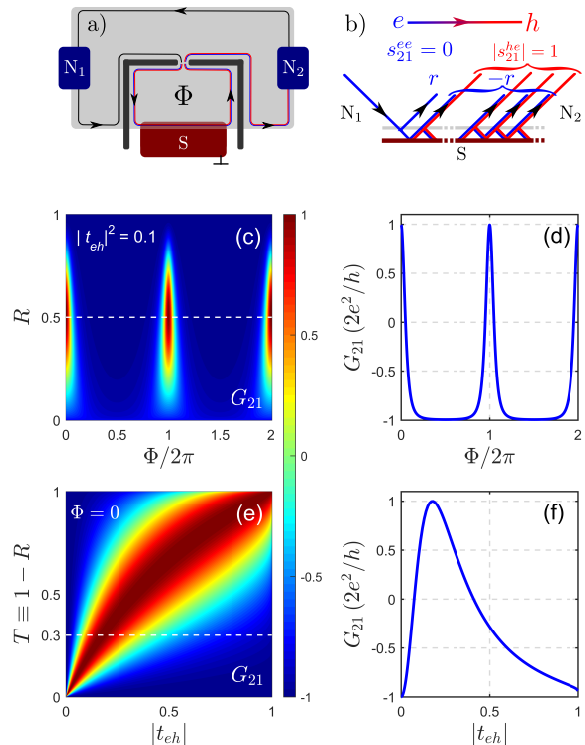 a)
N₁
N₂
Φ
S
b)
e
h
s₂₁ᵉᵉ = 0
|s₂₁ʰᵉ| = 1
r
−r
N₁
N₂
S
(c)
|tₑₕ|² = 0.1
R
1
0.5
0
G₂₁
0
0.5
1
1.5
2
Φ/2π
1
0.5
0
-0.5
-1
(d)
G₂₁ (2e²/h)
1
0.5
0
-0.5
-1
0
1
2
Φ/2π
(e)
Φ = 0
T ≡ 1 − R
1
0.5
0.3
0
G₂₁
0
0.5
1
|tₑₕ|
(f)
G₂₁ (2e²/h)
1
0.5
0
-0.5
-1
0
0.5
1
|tₑₕ|